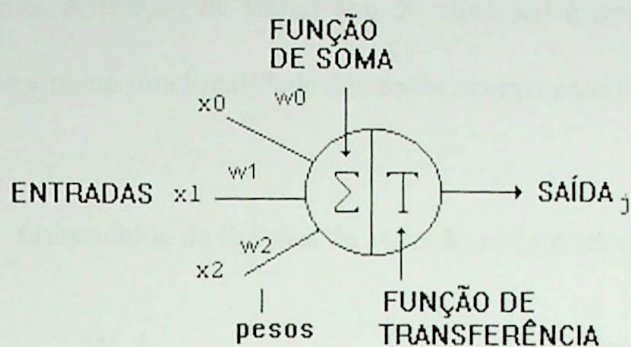 FUNÇÃO
DE SOMA
x0 w0
w1
ENTRADAS x1 Σ T SAÍDA j
w2
x2
pesos
FUNÇÃO DE
TRANSFERÊNCIA